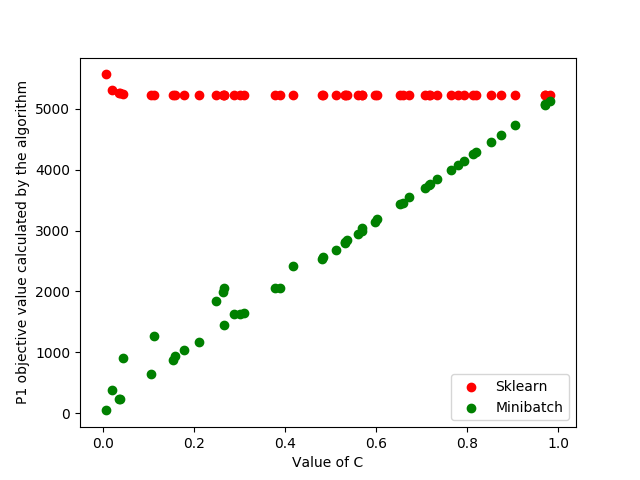 P1 objective value calculated by the algorithm
5000
4000
3000
2000
1000
0
0.0 0.2 0.4 0.6 0.8 1.0
Value of C
Sklearn
Minibatch